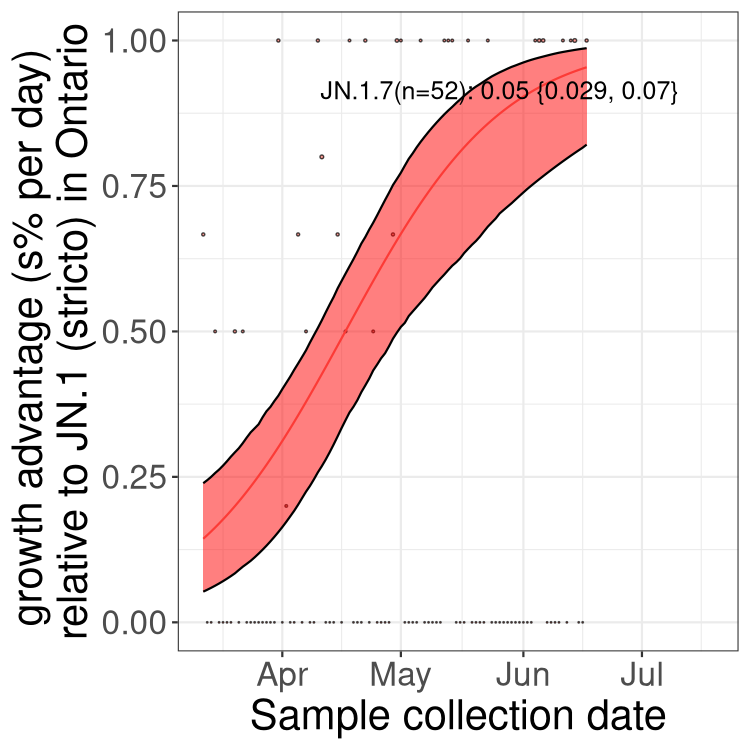 growth advantage (s% per day)
relative to JN.1 (stricto) in Ontario
1.00
0.75
0.50
0.25
0.00
JN.1.7(n=52): 0.05 {0.029, 0.07}
Apr May Jun Jul
Sample collection date